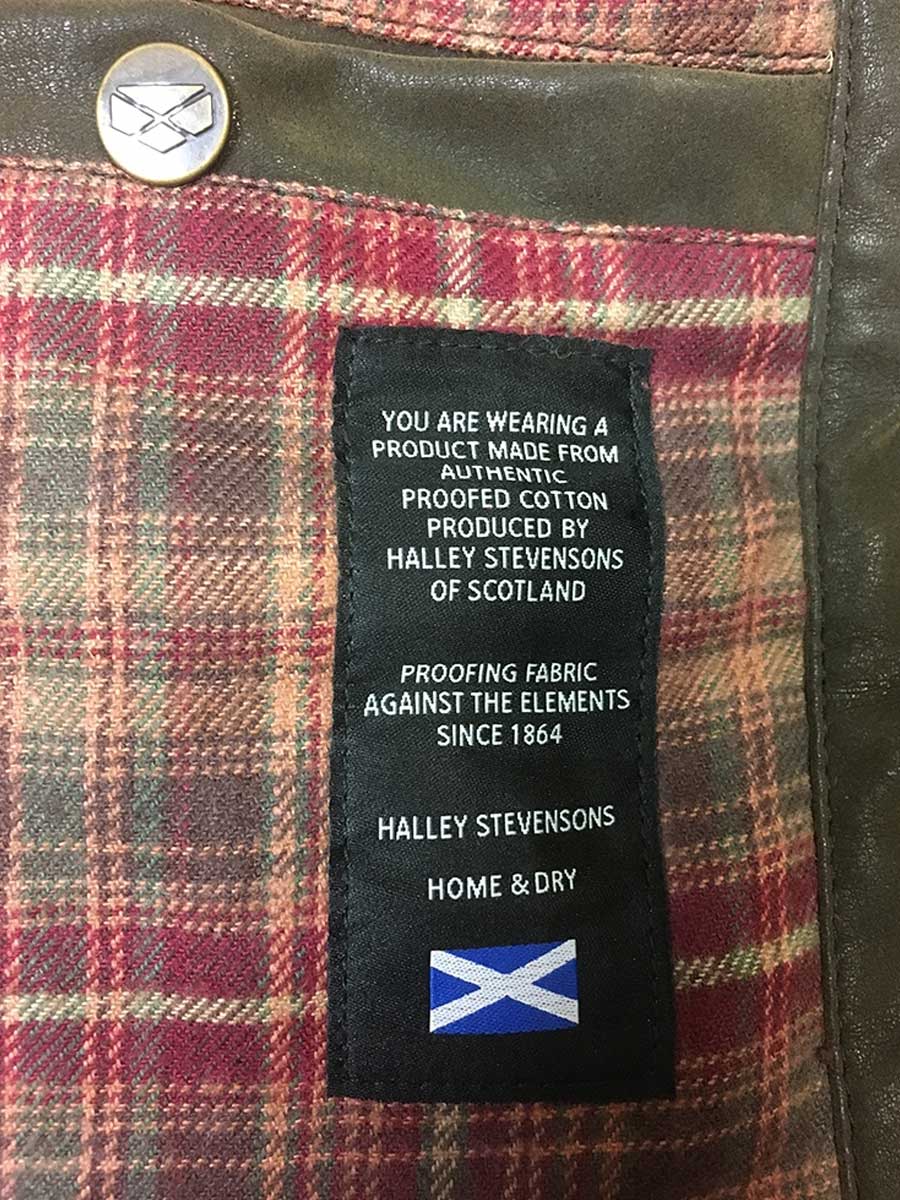 YOU ARE WEARING A
PRODUCT MADE FROM
AUTHENTIC
PROOFED COTTON
PRODUCED BY
HALLEY STEVENSONS
OF SCOTLAND
PROOFING FABRIC
AGAINST THE ELEMENTS
SINCE 1864
HALLEY STEVENSONS
HOME & DRY